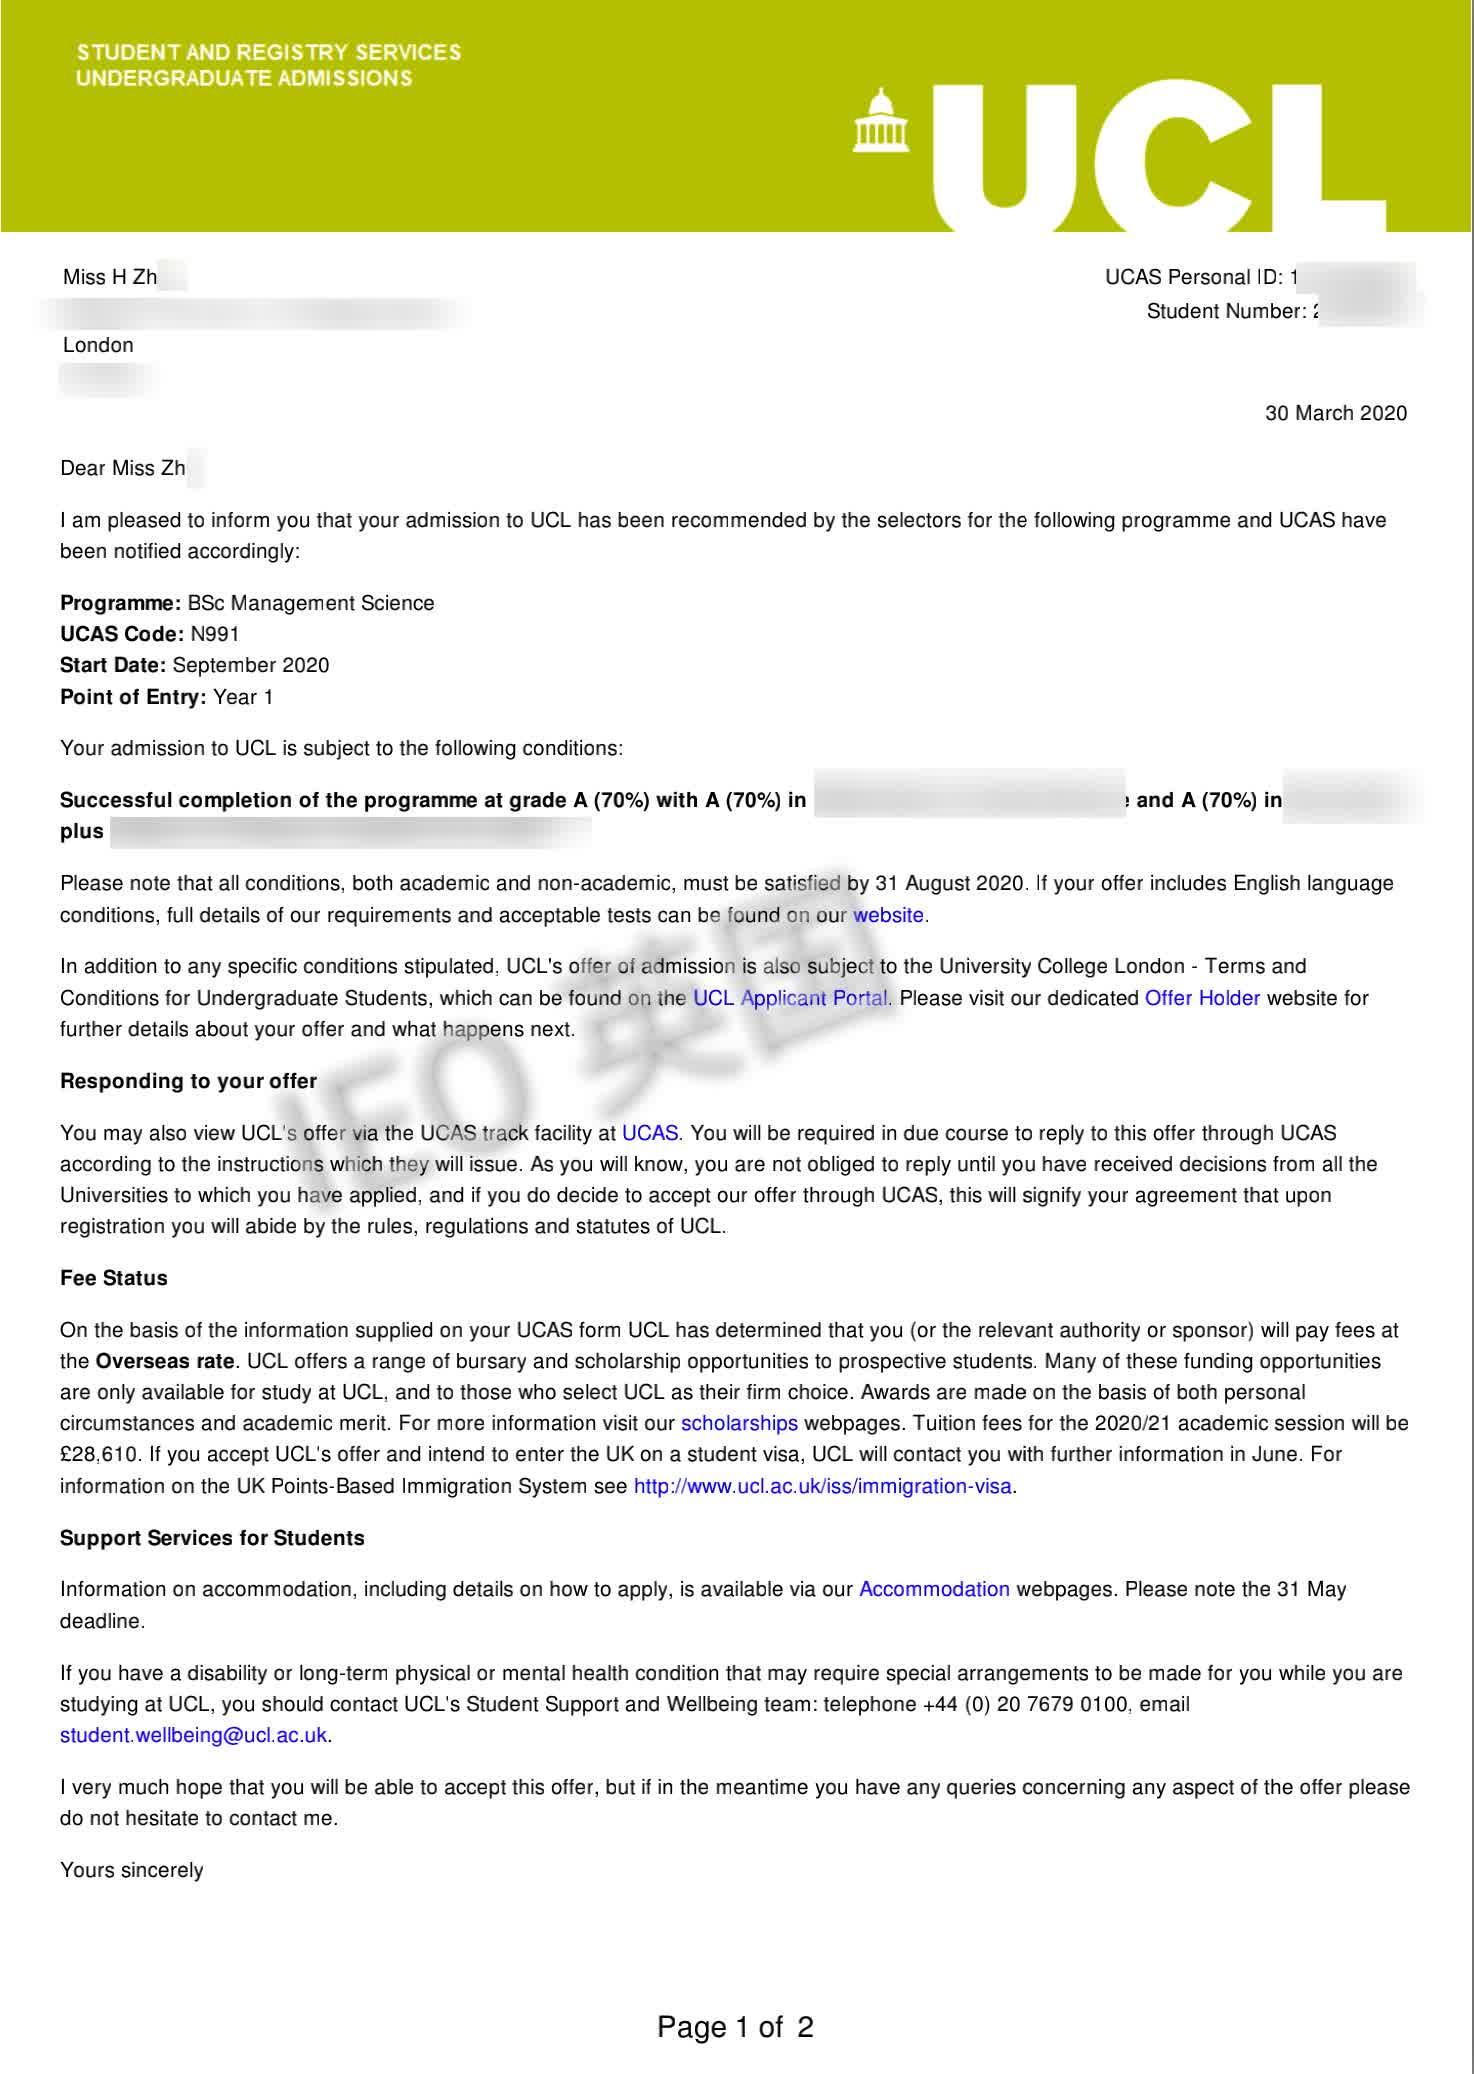 STUDENT AND REGISTRY SERVICES
UNDERGRADUATE ADMISSIONS
UCL
Miss H Zh
UCAS Personal ID: 1
Student Number:
London
30 March 2020
Dear Miss Zh
I am pleased to inform you that your admission to UCL has been recommended by the selectors for the following programme and UCAS have
been notified accordingly:
Programme: BSc Management Science
UCAS Code: N991
Start Date: September 2020
Point of Entry: Year 1
Your admission to UCL is subject to the following conditions:
Successful completion of the programme at grade A (70%) with A (70%) in and A (70%) in
plus
Please note that all conditions, both academic and non-academic, must be satisfied by 31 August 2020. If your offer includes English language
conditions, full details of our requirements and acceptable tests can be found on our website.
In addition to any specific conditions stipulated, UCL's offer of admission is also subject to the University College London - Terms and
Conditions for Undergraduate Students, which can be found on the UCL Applicant Portal. Please visit our dedicated Offer Holder website for
further details about your offer and what happens next.
IEO 英国
Responding to your offer
You may also view UCL's offer via the UCAS track facility at UCAS. You will be required in due course to reply to this offer through UCAS
according to the instructions which they will issue. As you will know, you are not obliged to reply until you have received decisions from all the
Universities to which you have applied, and if you do decide to accept our offer through UCAS, this will signify your agreement that upon
registration you will abide by the rules, regulations and statutes of UCL.
Fee Status
On the basis of the information supplied on your UCAS form UCL has determined that you (or the relevant authority or sponsor) will pay fees at
the Overseas rate. UCL offers a range of bursary and scholarship opportunities to prospective students. Many of these funding opportunities
are only available for study at UCL, and to those who select UCL as their firm choice. Awards are made on the basis of both personal
circumstances and academic merit. For more information visit our scholarships webpages. Tuition fees for the 2020/21 academic session will be
£28,610. If you accept UCL's offer and intend to enter the UK on a student visa, UCL will contact you with further information in June. For
information on the UK Points-Based Immigration System see http://www.ucl.ac.uk/iss/immigration-visa.
Support Services for Students
Information on accommodation, including details on how to apply, is available via our Accommodation webpages. Please note the 31 May
deadline.
If you have a disability or long-term physical or mental health condition that may require special arrangements to be made for you while you are
studying at UCL, you should contact UCL's Student Support and Wellbeing team: telephone +44 (0) 20 7679 0100, email
student.wellbeing@ucl.ac.uk.
I very much hope that you will be able to accept this offer, but if in the meantime you have any queries concerning any aspect of the offer please
do not hesitate to contact me.
Yours sincerely
Page 1 of 2